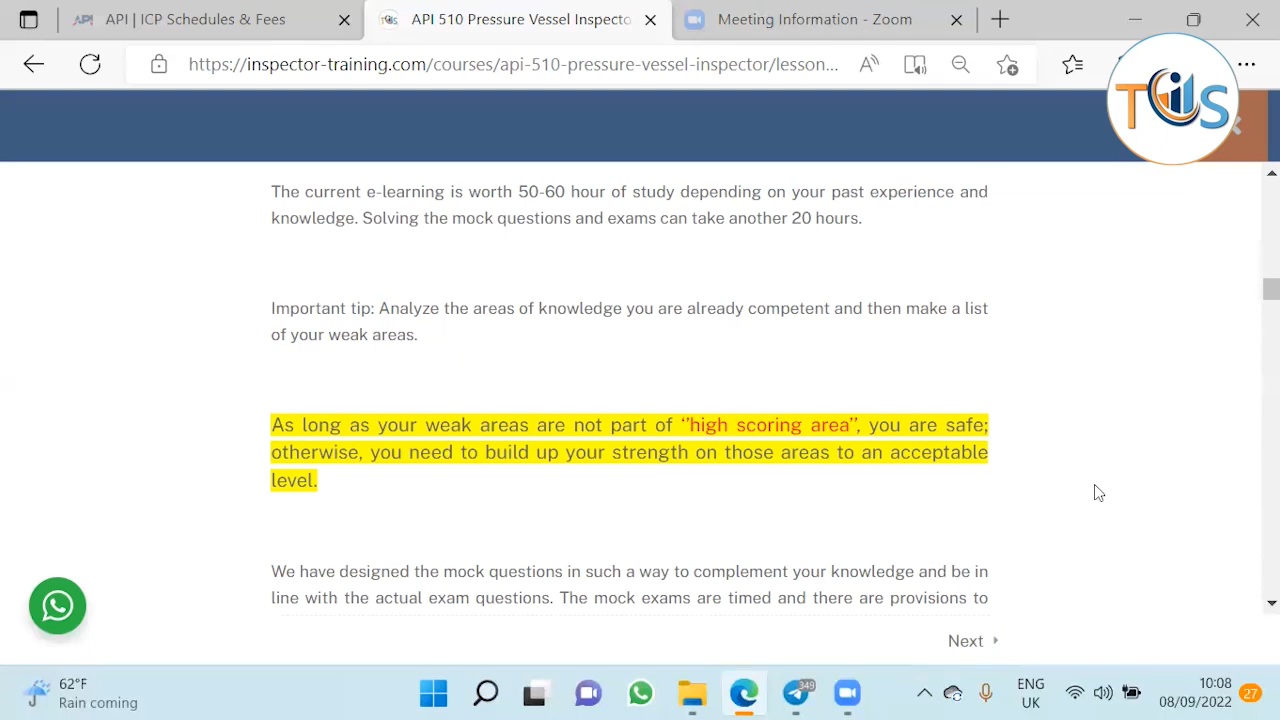 API | ICP Schedules & Fees
API 510 Pressure Vessel Inspecto
Meeting Information - Zoom
https://inspector-training.com/courses/api-510-pressure-vessel-inspector/lesson...
TIS
The current e-learning is worth 50-60 hour of study depending on your past experience and
knowledge. Solving the mock questions and exams can take another 20 hours.
Important tip: Analyze the areas of knowledge you are already competent and then make a list
of your weak areas.
As long as your weak areas are not part of ‘’high scoring area’’, you are safe;
otherwise, you need to build up your strength on those areas to an acceptable
level.
We have designed the mock questions in such a way to complement your knowledge and be in
line with the actual exam questions. The mock exams are timed and there are provisions to
Next
62°F
Rain coming
349
ENG
UK
10:08
08/09/2022
27